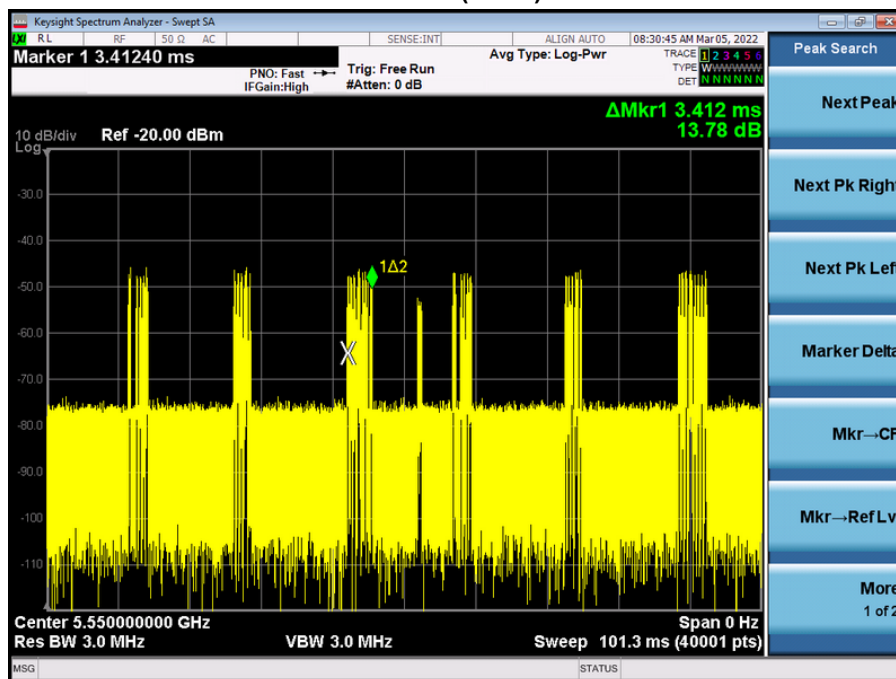 Keysight Spectrum Analyzer - Swept SA
LXI RL RF 50 Ω AC SENSE:INT ALIGN AUTO 08:30:45 AM Mar 05, 2022
Marker 1 3.41240 ms
PNO: Fast
IFGain:High
Trig: Free Run
#Atten: 0 dB
Avg Type: Log-Pwr
TRACE 1 2 3 4 5 6
TYPE WWWWWW
DET N N N N N N
ΔMkr1 3.412 ms
13.78 dB
10 dB/div Ref -20.00 dBm
Log
-30.0
-40.0
1Δ2
-50.0
-60.0
X
-70.0
-80.0
-90.0
-100
-110
Center 5.550000000 GHz Span 0 Hz
Res BW 3.0 MHz VBW 3.0 MHz Sweep 101.3 ms (40001 pts)
MSG STATUS
Peak Search
Next Peak
Next Pk Right
Next Pk Left
Marker Delta
Mkr→CF
Mkr→Ref Lv
More
1 of 2